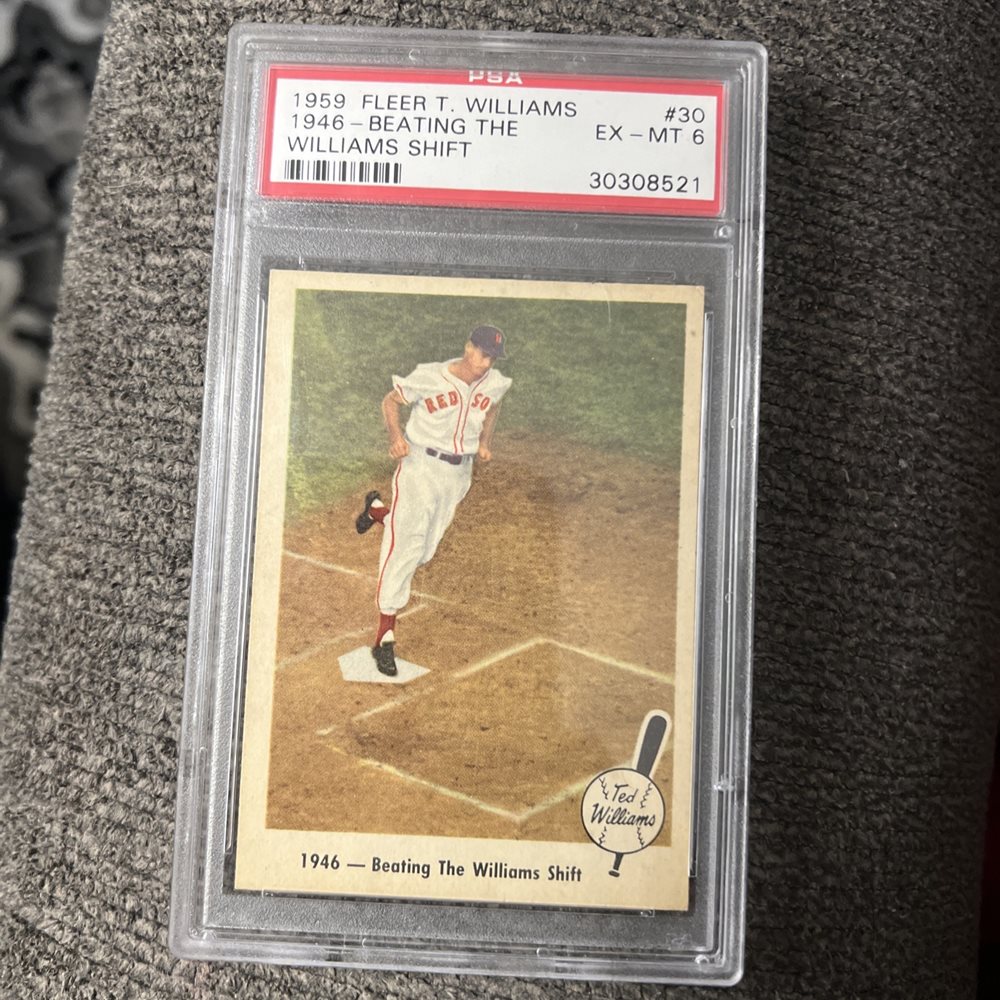 PSA
1959 FLEER T. WILLIAMS #30
1946-BEATING THE EX-MT 6
WILLIAMS SHIFT
30308521
B
RED SO
Ted
Williams
1946 — Beating The Williams Shift